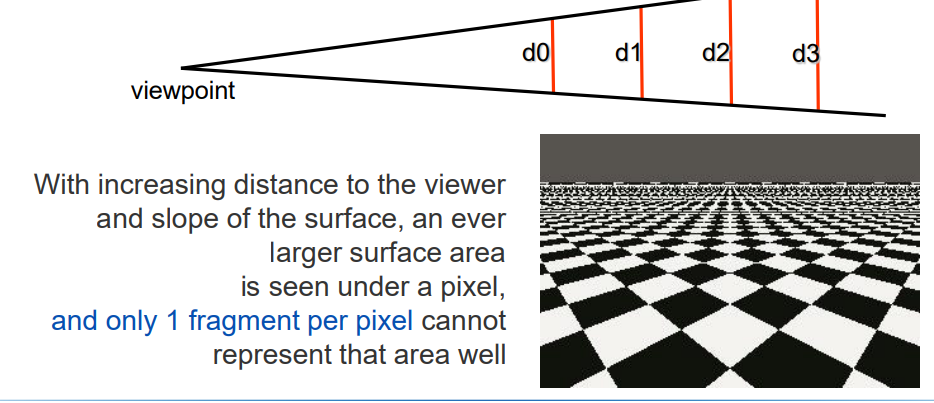 d0 d1 d2 d3
viewpoint
With increasing distance to the viewer
and slope of the surface, an ever
larger surface area
is seen under a pixel,
and only 1 fragment per pixel cannot
represent that area well